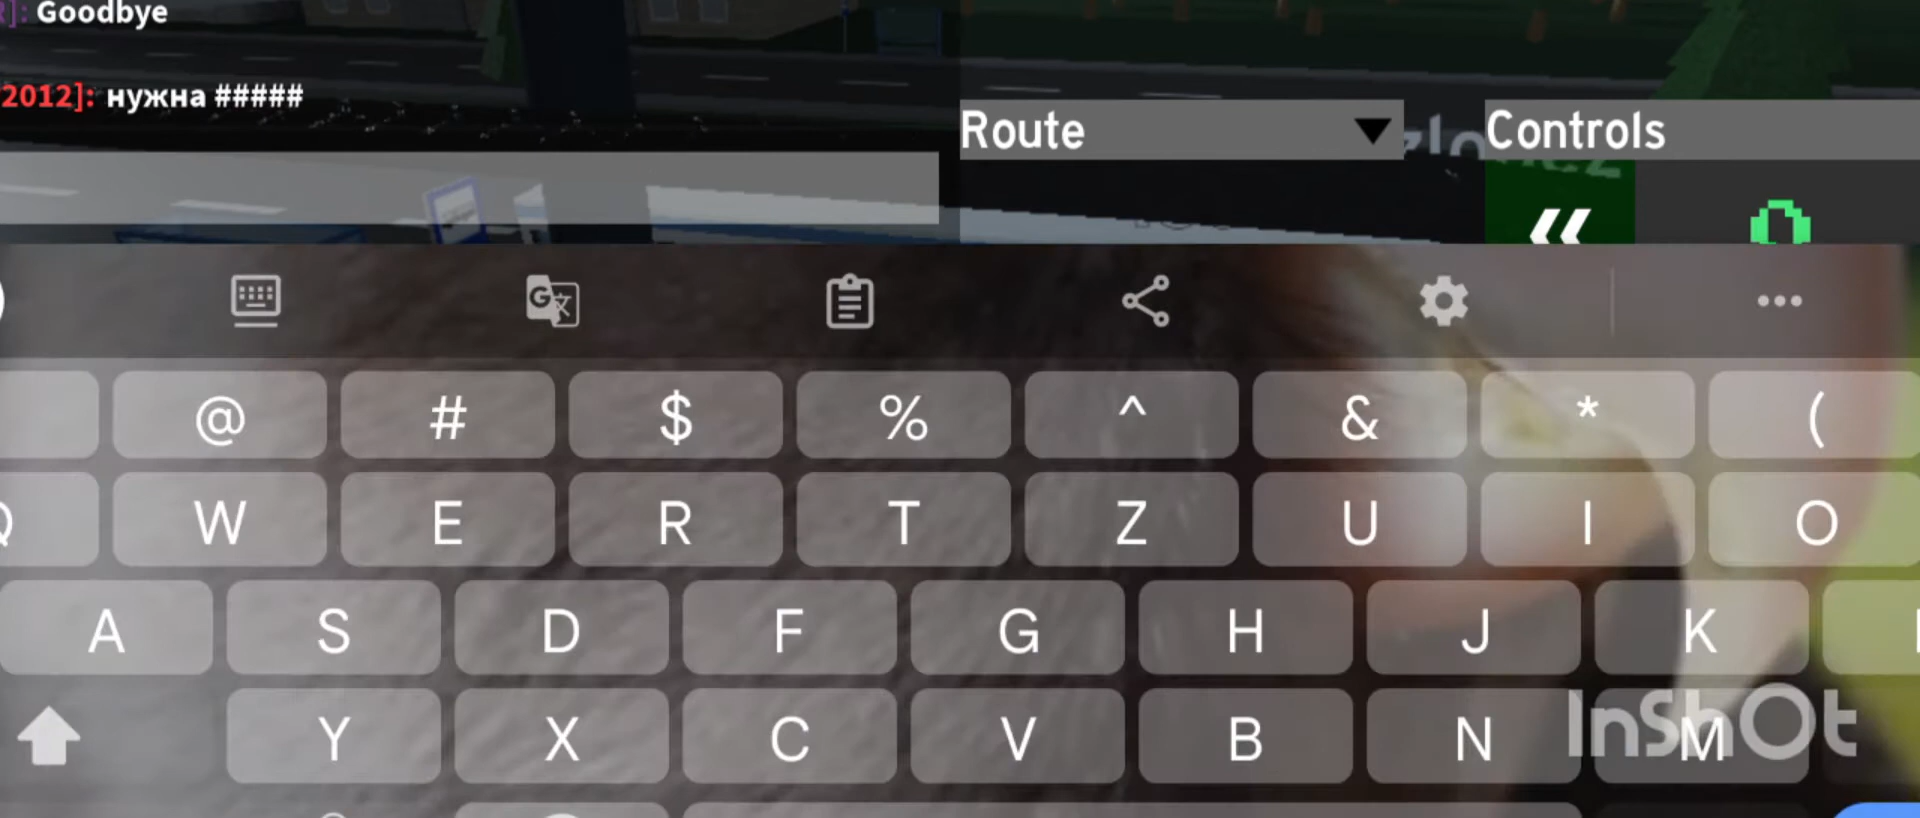 ]: Goodbye
2012]: нужна #####
Route
Controls
«
@ # $ % ^ & * (
Q W E R T Z U I O
A S D F G H J K
Y X C V B N M
InShOt